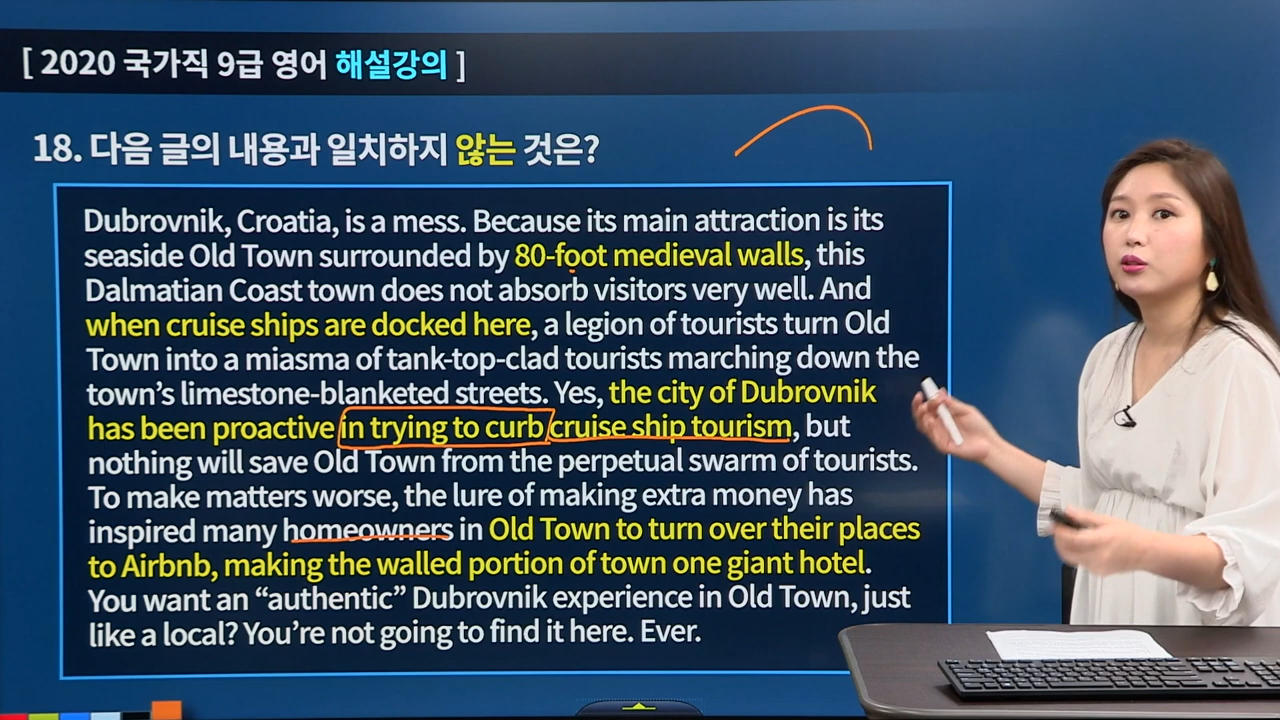 [ 2020 국가직 9급 영어 해설강의 ]
18. 다음 글의 내용과 일치하지 않는 것은?
Dubrovnik, Croatia, is a mess. Because its main attraction is its
seaside Old Town surrounded by 80-foot medieval walls, this
Dalmatian Coast town does not absorb visitors very well. And
when cruise ships are docked here, a legion of tourists turn Old
Town into a miasma of tank-top-clad tourists marching down the
town’s limestone-blanketed streets. Yes, the city of Dubrovnik
has been proactive in trying to curb cruise ship tourism, but
nothing will save Old Town from the perpetual swarm of tourists.
To make matters worse, the lure of making extra money has
inspired many homeowners in Old Town to turn over their places
to Airbnb, making the walled portion of town one giant hotel.
You want an “authentic” Dubrovnik experience in Old Town, just
like a local? You’re not going to find it here. Ever.